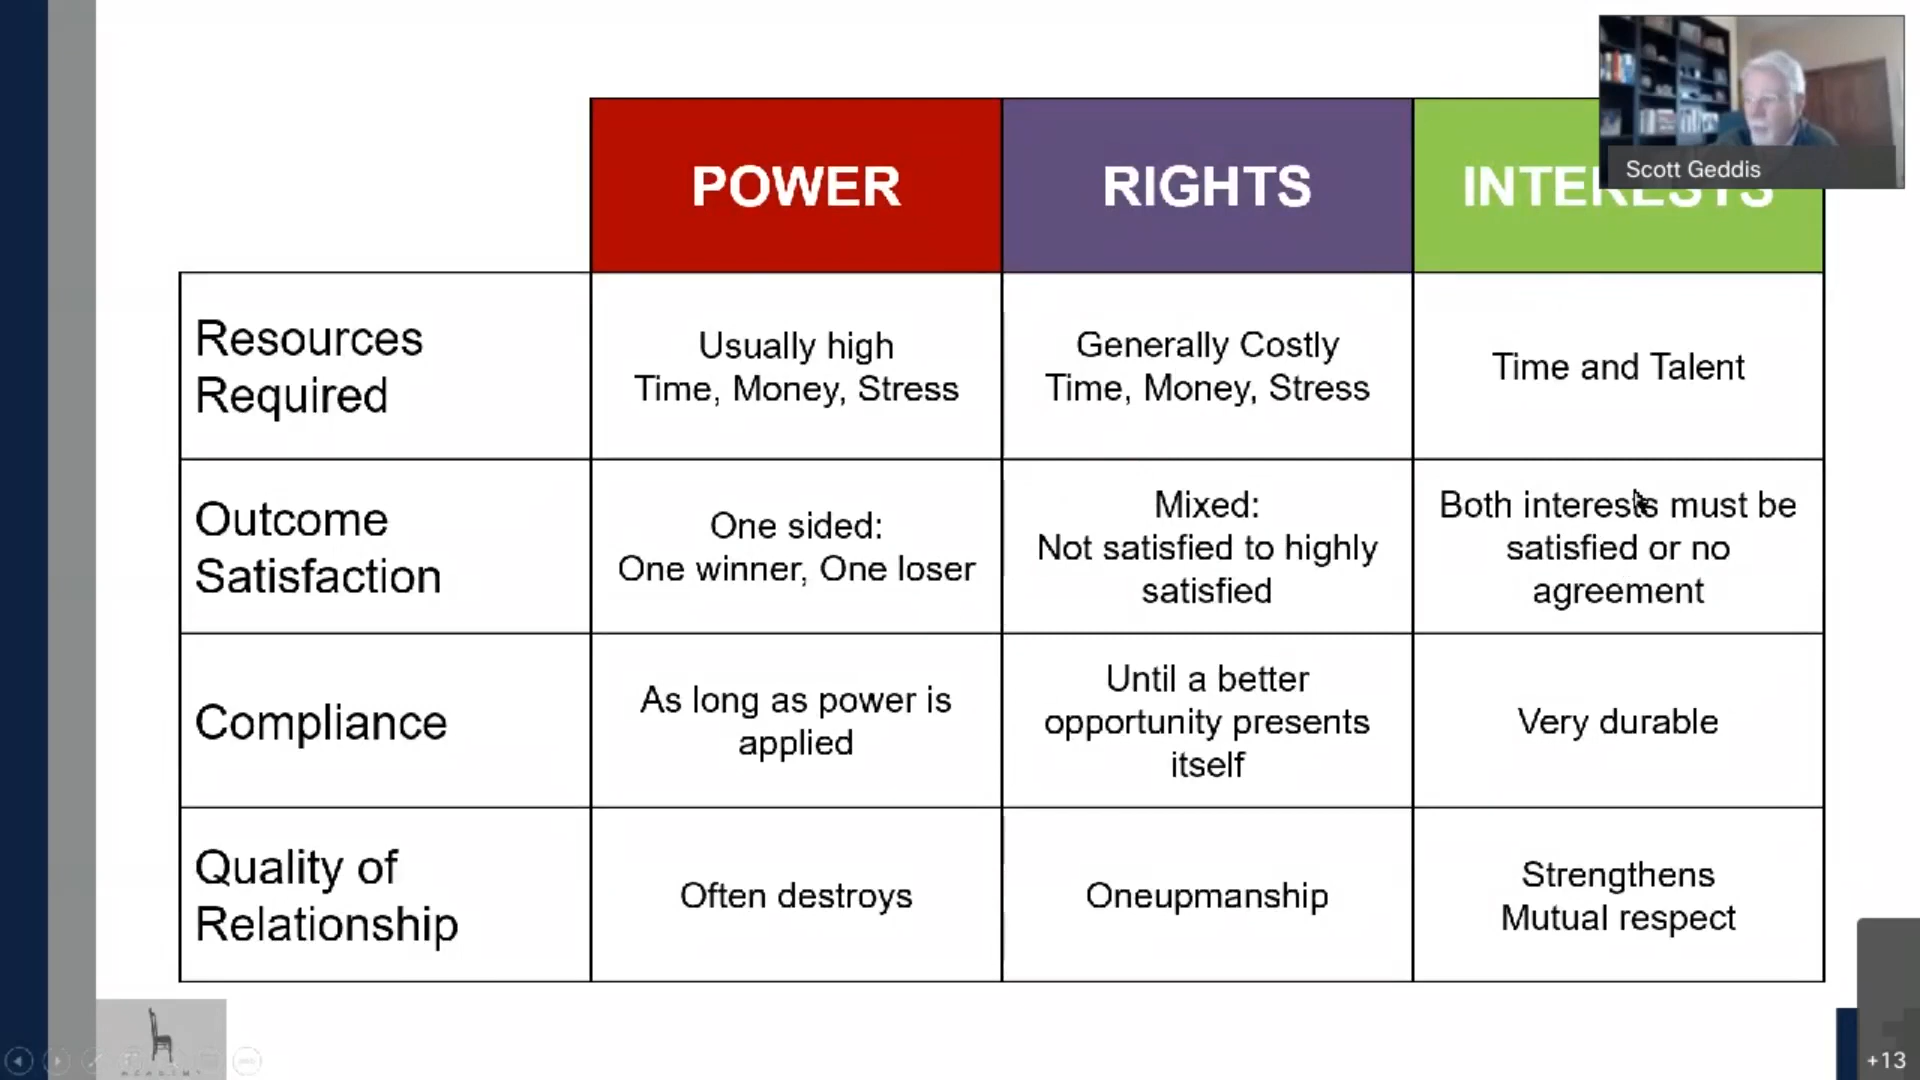 Scott Geddis
POWER
RIGHTS
INTERESTS
Resources
Required
Usually high
Time, Money, Stress
Generally Costly
Time, Money, Stress
Time and Talent
Outcome
Satisfaction
One sided:
One winner, One loser
Mixed:
Not satisfied to highly
satisfied
Both interests must be
satisfied or no
agreement
Compliance
As long as power is
applied
Until a better
opportunity presents
itself
Very durable
Quality of
Relationship
Often destroys
Oneupmanship
Strengthens
Mutual respect
+13